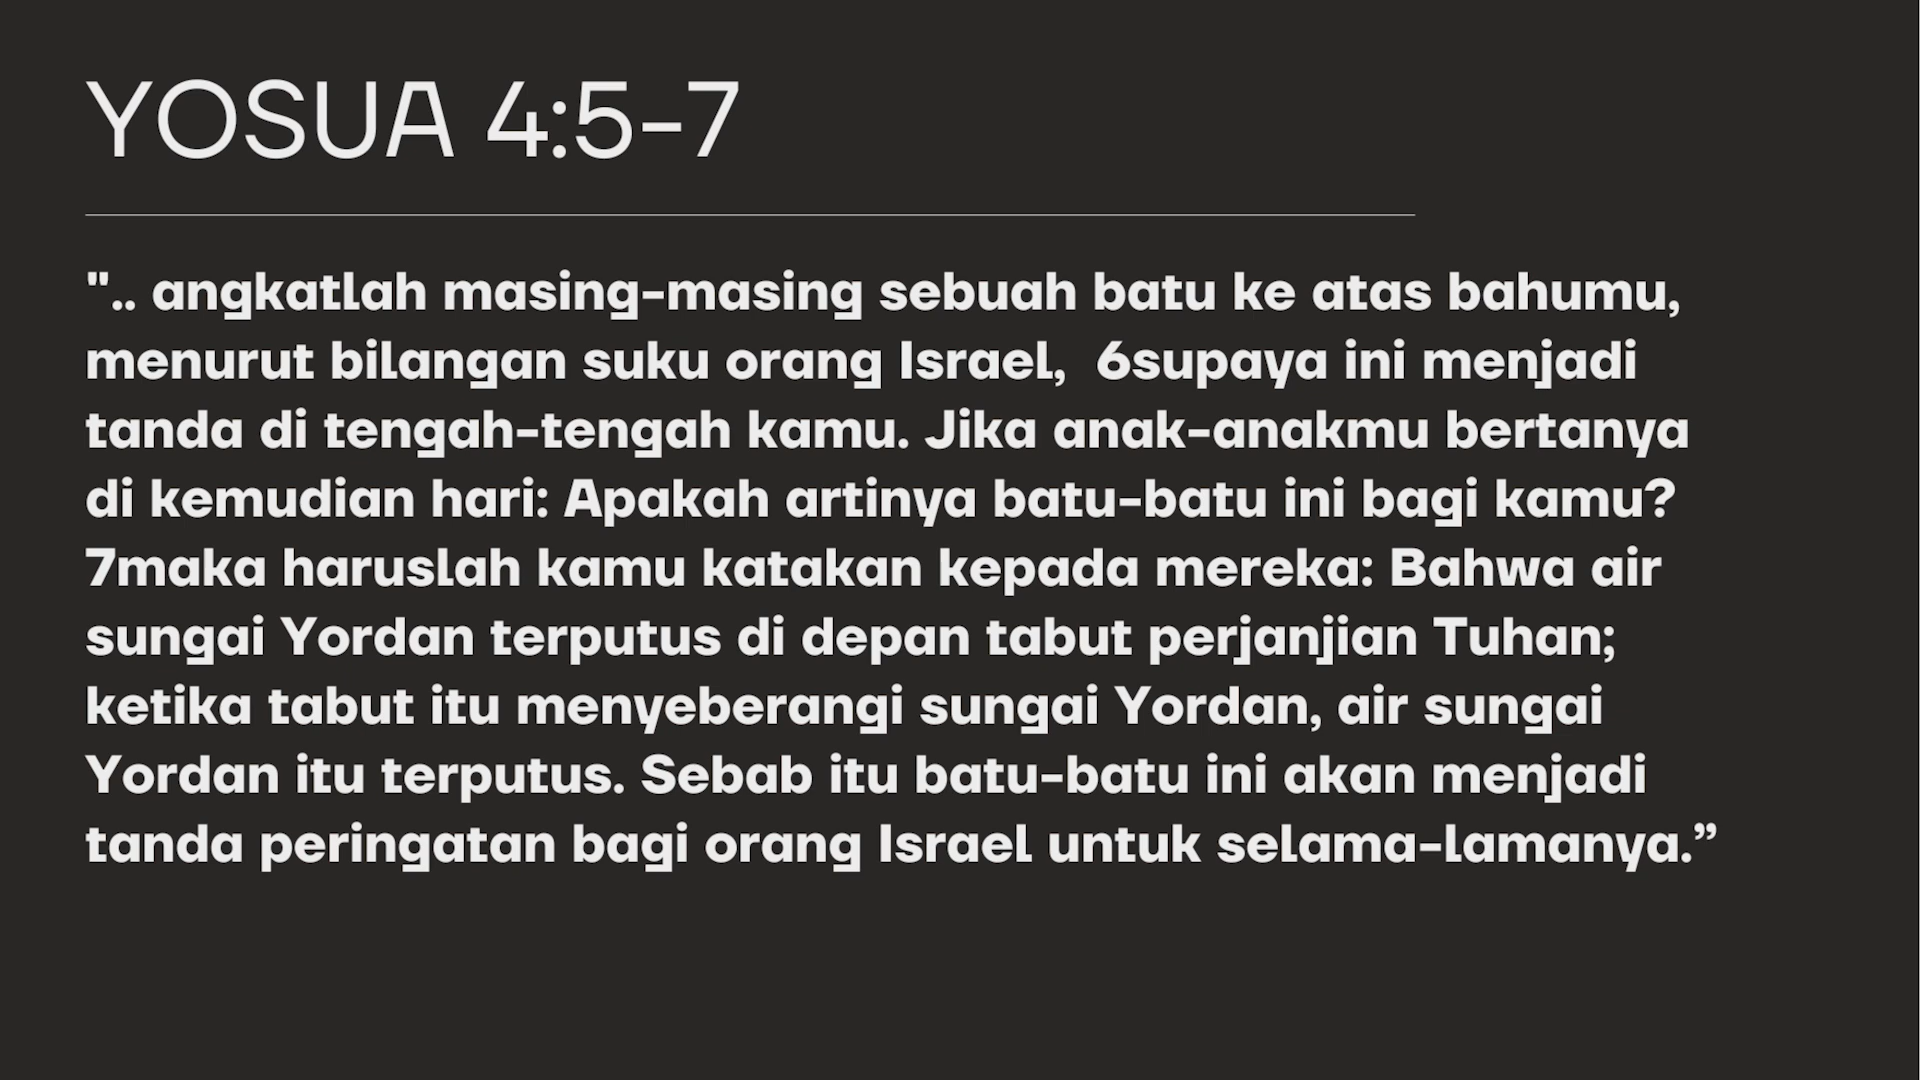 YOSUA 4:5-7
".. angkatlah masing-masing sebuah batu ke atas bahumu,
menurut bilangan suku orang Israel,  6supaya ini menjadi
tanda di tengah-tengah kamu. Jika anak-anakmu bertanya
di kemudian hari: Apakah artinya batu-batu ini bagi kamu?
7maka haruslah kamu katakan kepada mereka: Bahwa air
sungai Yordan terputus di depan tabut perjanjian Tuhan;
ketika tabut itu menyeberangi sungai Yordan, air sungai
Yordan itu terputus. Sebab itu batu-batu ini akan menjadi
tanda peringatan bagi orang Israel untuk selama-lamanya.”